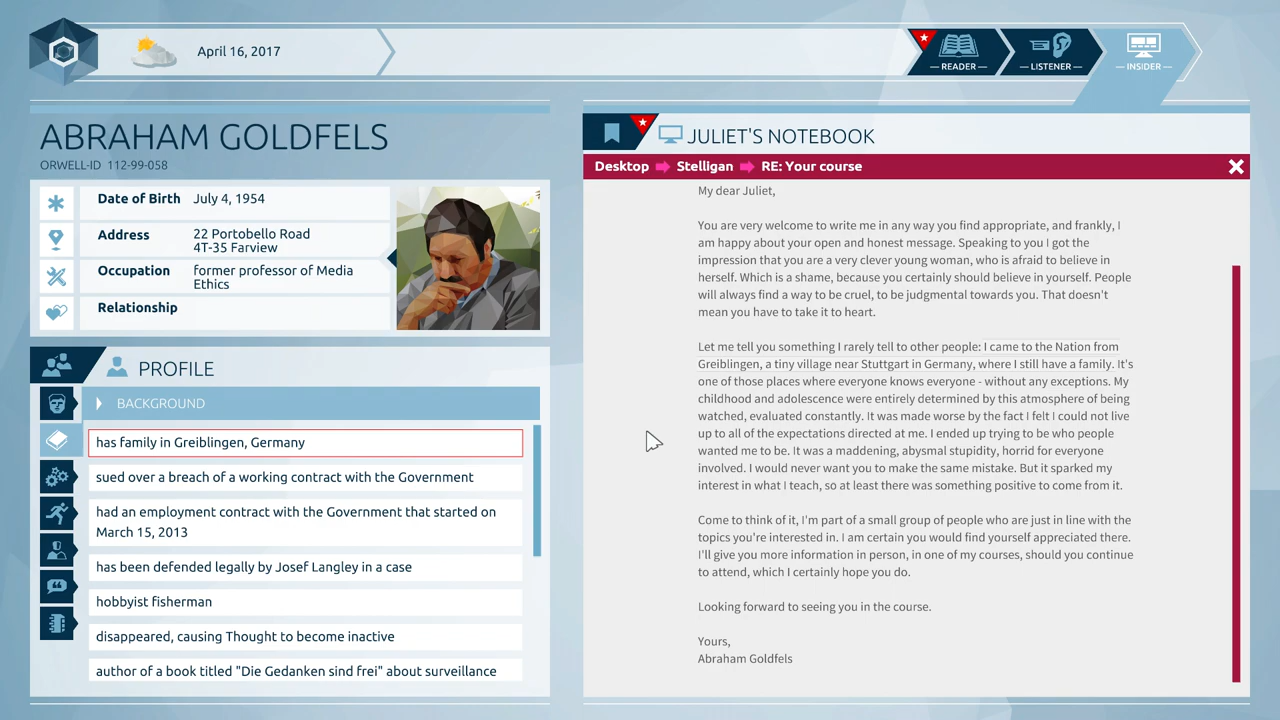 April 16, 2017
— READER —
— LISTENER —
— INSIDER —
ABRAHAM GOLDFELS
ORWELL-ID 112-99-058
Date of Birth July 4, 1954
Address 22 Portobello Road
4T-35 Farview
Occupation former professor of Media
Ethics
Relationship
PROFILE
BACKGROUND
has family in Greiblingen, Germany
sued over a breach of a working contract with the Government
had an employment contract with the Government that started on
March 15, 2013
has been defended legally by Josef Langley in a case
hobbyist fisherman
disappeared, causing Thought to become inactive
author of a book titled "Die Gedanken sind frei" about surveillance
JULIET'S NOTEBOOK
Desktop Stelligan RE: Your course
My dear Juliet,
You are very welcome to write me in any way you find appropriate, and frankly, I
am happy about your open and honest message. Speaking to you I got the
impression that you are a very clever young woman, who is afraid to believe in
herself. Which is a shame, because you certainly should believe in yourself. People
will always find a way to be cruel, to be judgmental towards you. That doesn't
mean you have to take it to heart.
Let me tell you something I rarely tell to other people: I came to the Nation from
Greiblingen, a tiny village near Stuttgart in Germany, where I still have a family. It's
one of those places where everyone knows everyone - without any exceptions. My
childhood and adolescence were entirely determined by this atmosphere of being
watched, evaluated constantly. It was made worse by the fact I felt I could not live
up to all of the expectations directed at me. I ended up trying to be who people
wanted me to be. It was a maddening, abysmal stupidity, horrid for everyone
involved. I would never want you to make the same mistake. But it sparked my
interest in what I teach, so at least there was something positive to come from it.
Come to think of it, I'm part of a small group of people who are just in line with the
topics you're interested in. I am certain you would find yourself appreciated there.
I'll give you more information in person, in one of my courses, should you continue
to attend, which I certainly hope you do.
Looking forward to seeing you in the course.
Yours,
Abraham Goldfels